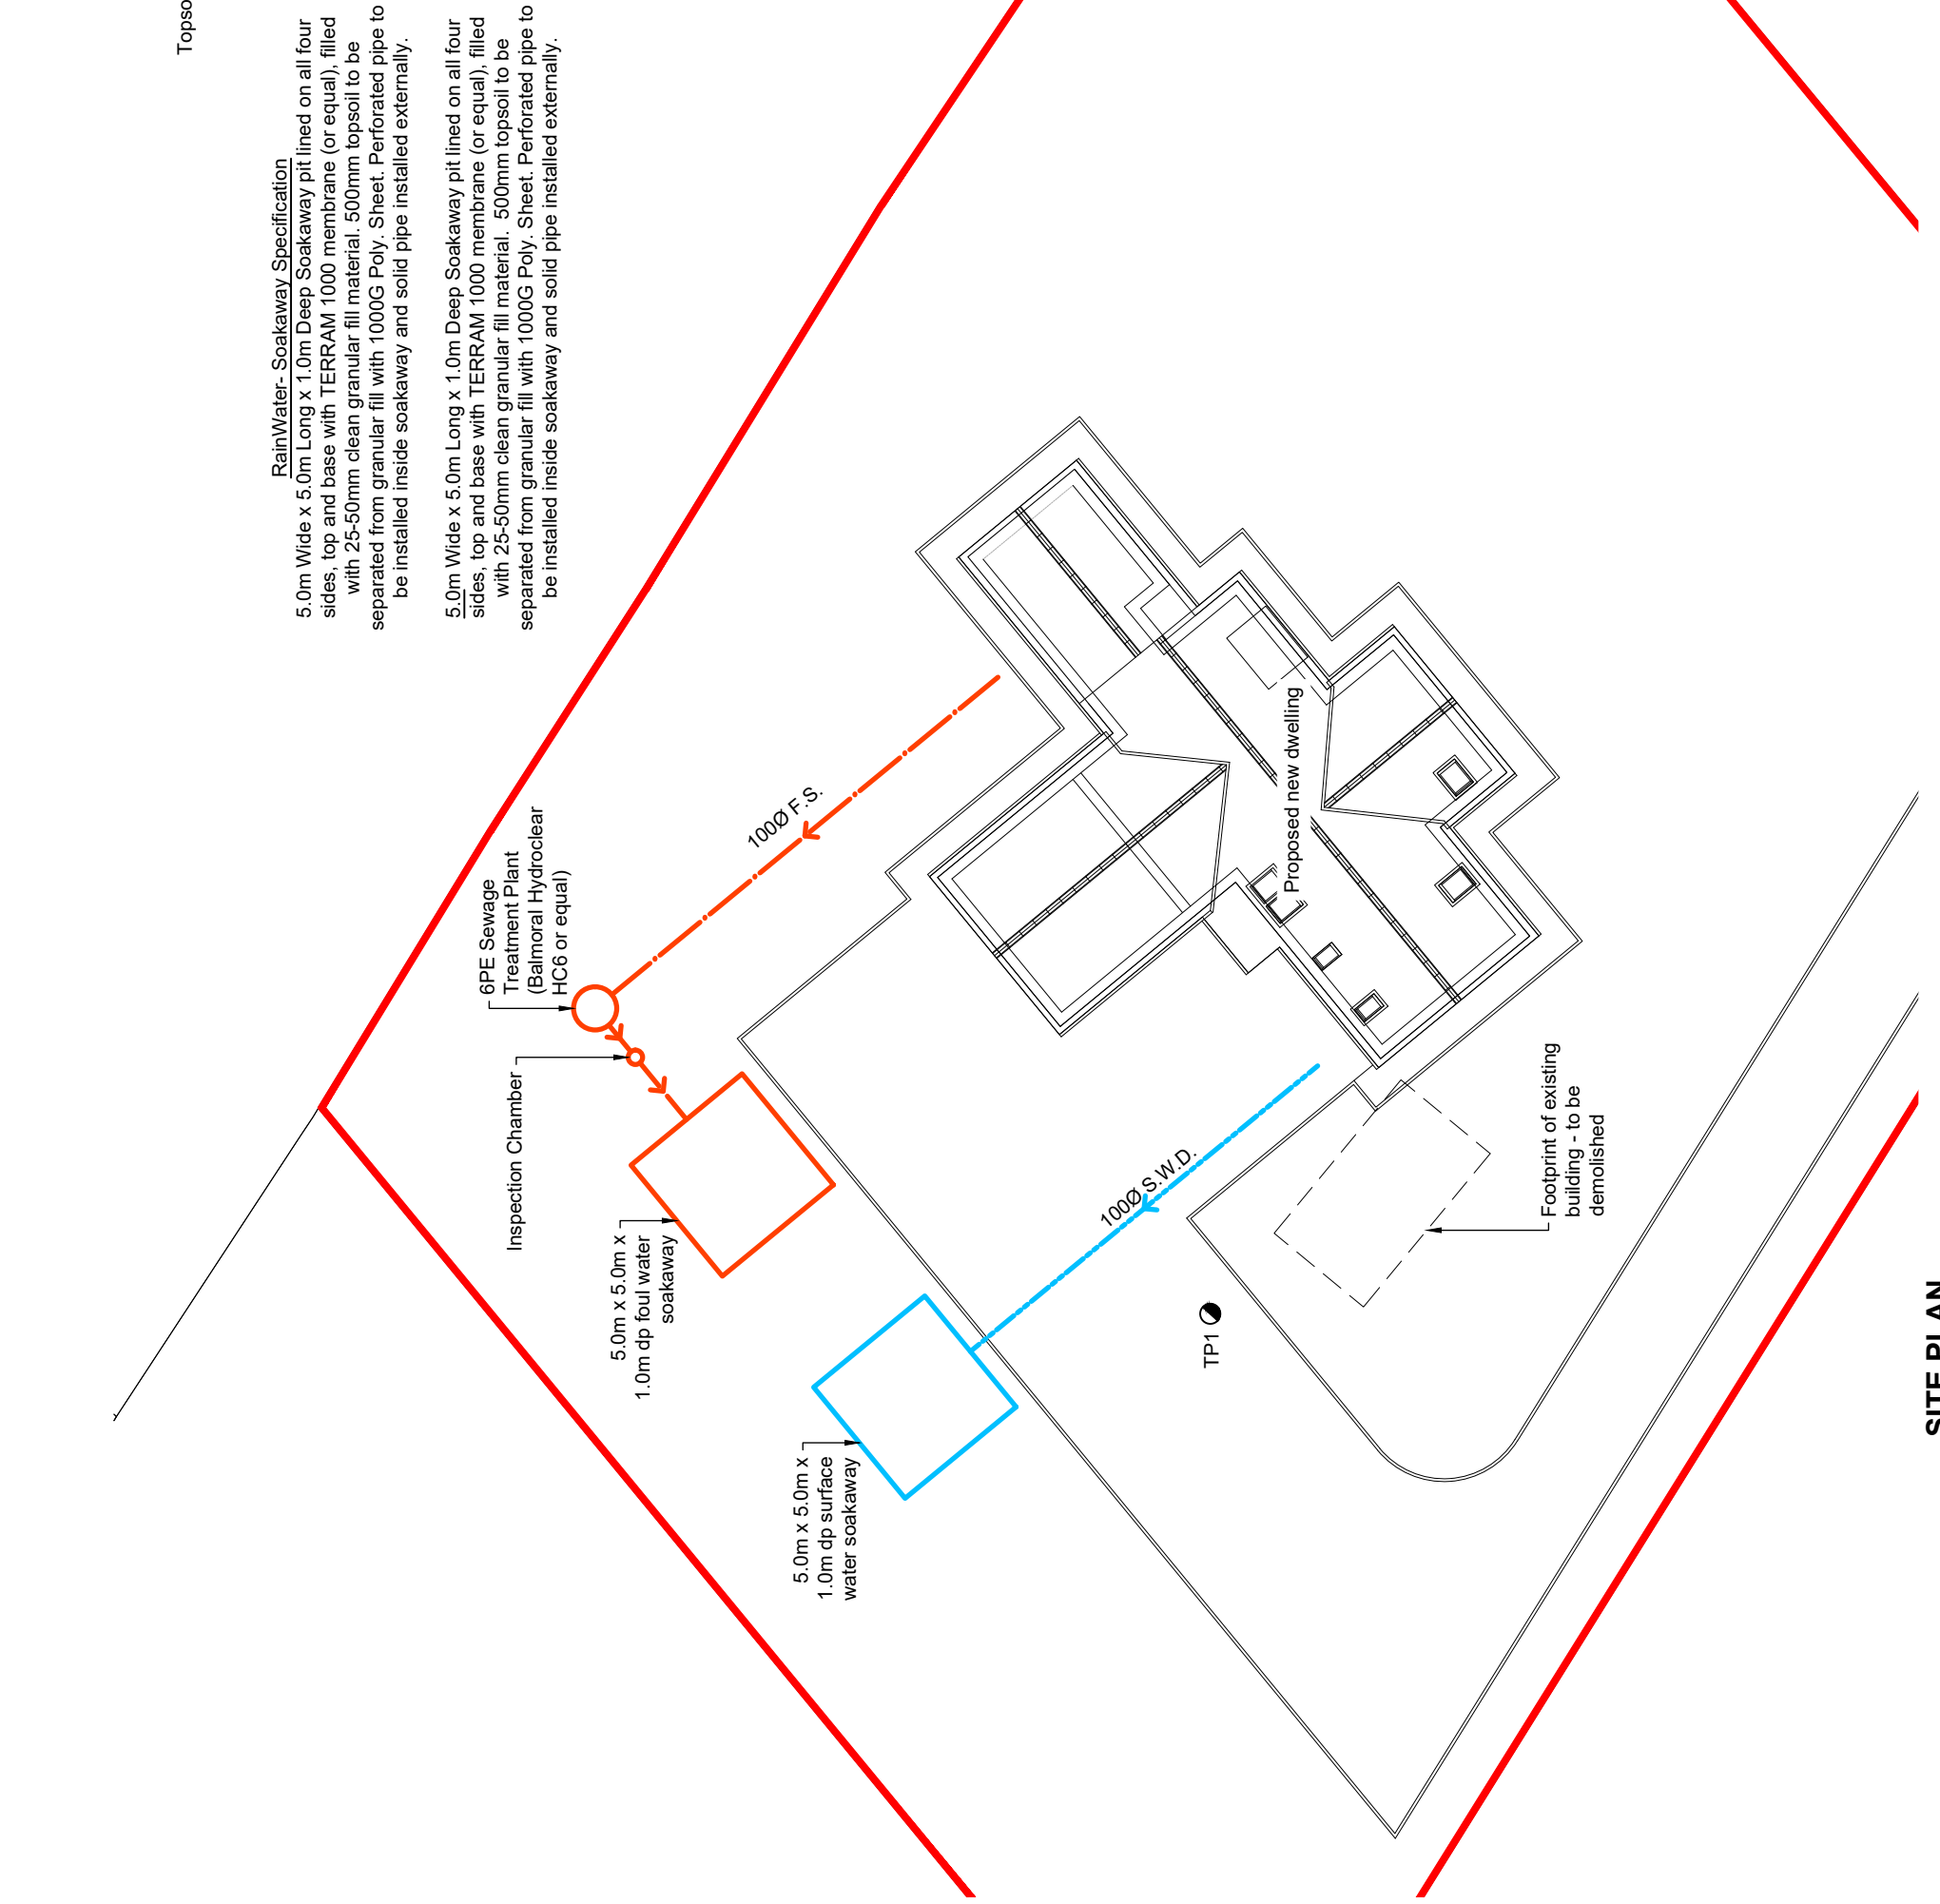 Topso
RainWater- Soakaway Specification
5.0m Wide x 5.0m Long x 1.0m Deep Soakaway pit lined on all four
sides, top and base with TERRAM 1000 membrane (or equal), filled
with 25-50mm clean granular fill material. 500mm topsoil to be
separated from granular fill with 1000G Poly. Sheet. Perforated pipe to
be installed inside soakaway and solid pipe installed externally.
5.0m Wide x 5.0m Long x 1.0m Deep Soakaway pit lined on all four
sides, top and base with TERRAM 1000 membrane (or equal), filled
with 25-50mm clean granular fill material. 500mm topsoil to be
separated from granular fill with 1000G Poly. Sheet. Perforated pipe to
be installed inside soakaway and solid pipe installed externally.
6PE Sewage
Treatment Plant
(Balmoral Hydroclear
HC6 or equal)
Inspection Chamber
5.0m x 5.0m x
1.0m dp foul water
soakaway
100Ø F.S.
5.0m x 5.0m x
1.0m dp surface
water soakaway
100Ø S.W.D.
TP1
Proposed new dwelling
Footprint of existing
building - to be
demolished
SITE PLAN